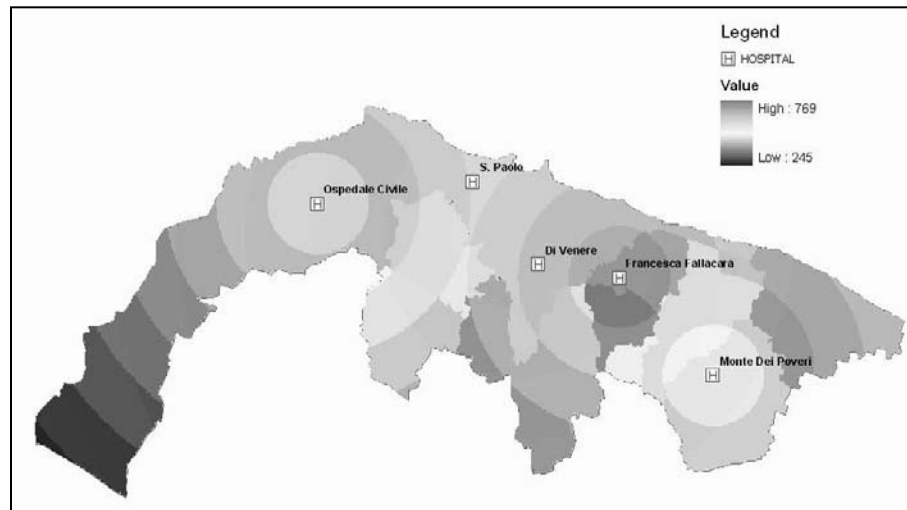 Legend
H HOSPITAL
Value
High : 769
Low : 245
S. Paolo
H
Ospedale Civile
H
Di Venere
H
Francesca Fallacara
H
Monte Dei Poveri
H